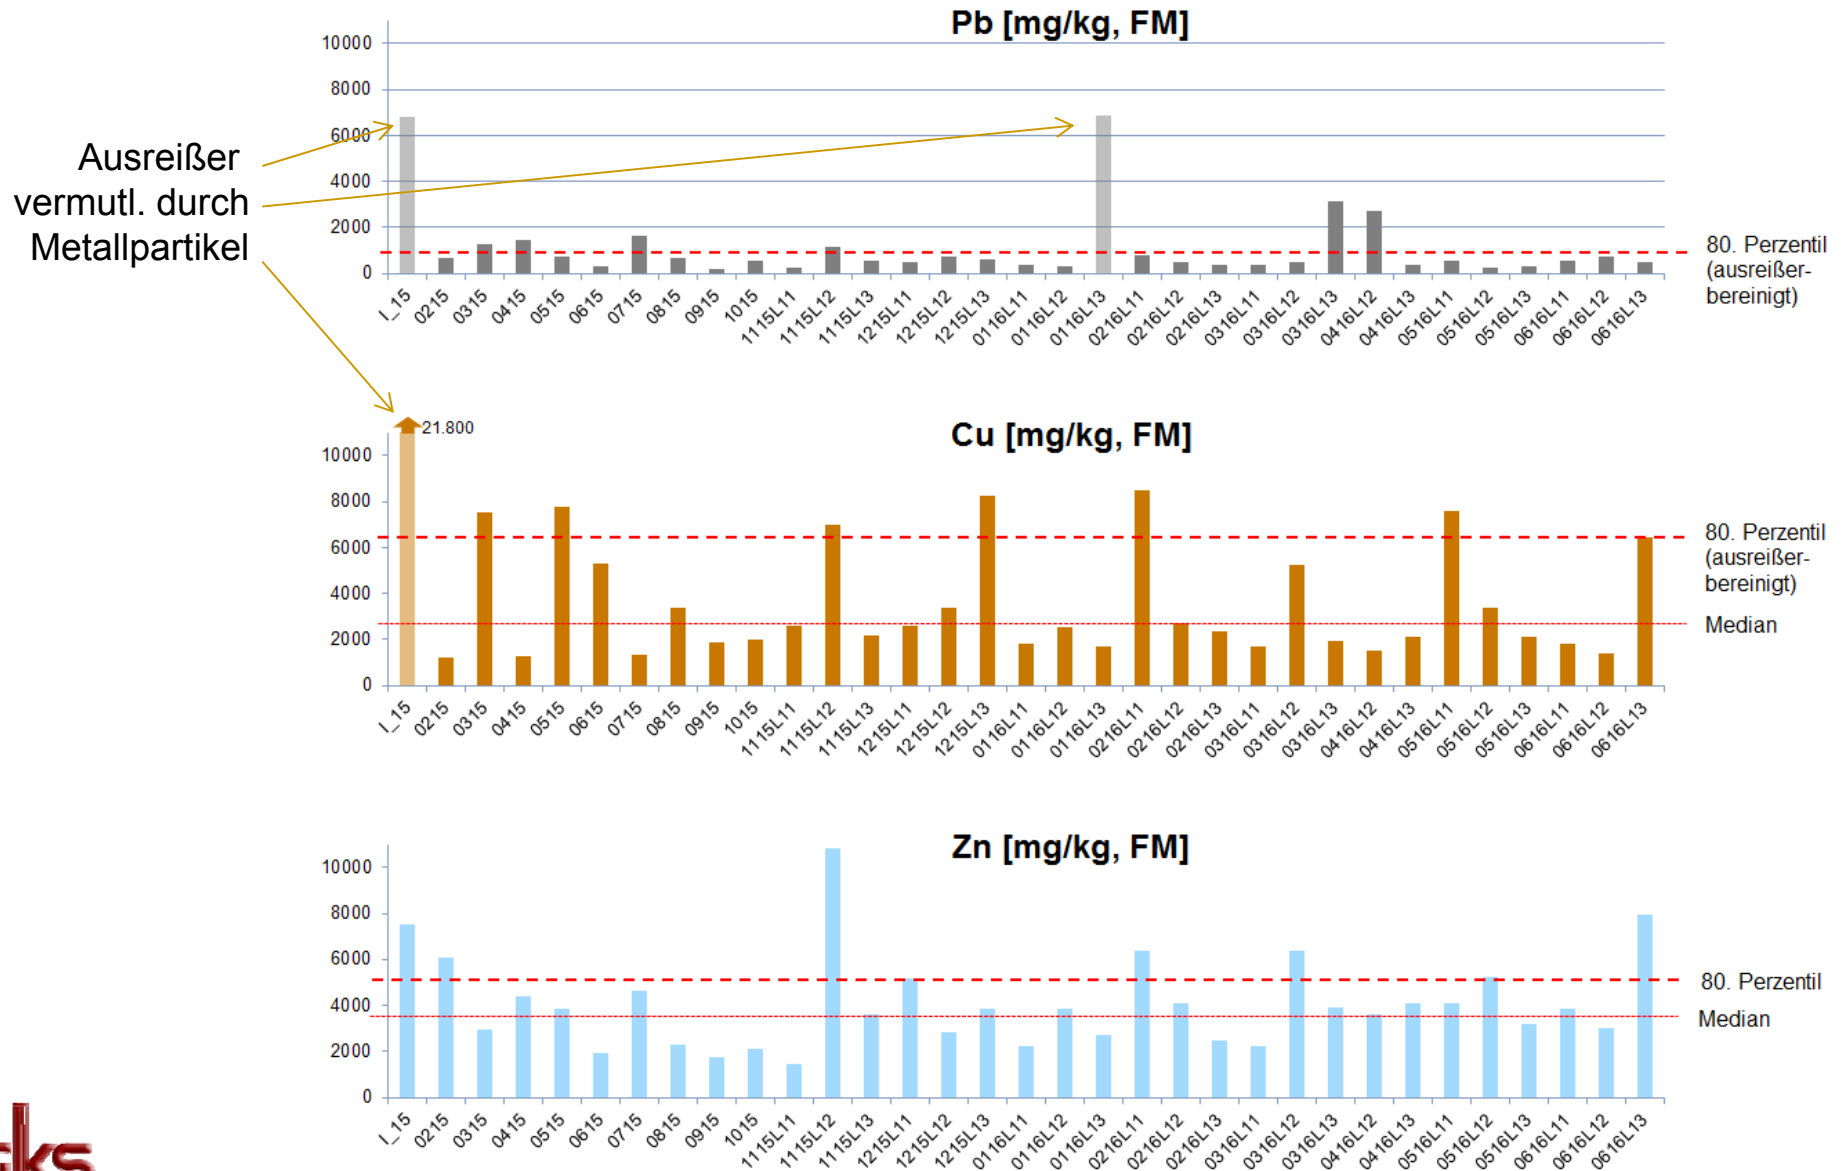 Pb [mg/kg, FM]
10000
8000
6000
4000
2000
0
Ausreißer
vermutl. durch
Metallpartikel
80. Perzentil
(ausreißer-
bereinigt)
I_15 0215 0315 0415 0515 0615 0715 0815 0915 1015 1115L11 1115L12 1115L13 1215L11 1215L12 1215L13 0116L11 0116L12 0116L13 0216L11 0216L12 0216L13 0316L11 0316L12 0316L13 0416L12 0416L13 0516L11 0516L12 0516L13 0616L11 0616L12 0616L13
21.800
Cu [mg/kg, FM]
10000
8000
6000
4000
2000
0
80. Perzentil
(ausreißer-
bereinigt)
Median
I_15 0215 0315 0415 0515 0615 0715 0815 0915 1015 1115L11 1115L12 1115L13 1215L11 1215L12 1215L13 0116L11 0116L12 0116L13 0216L11 0216L12 0216L13 0316L11 0316L12 0316L13 0416L12 0416L13 0516L11 0516L12 0516L13 0616L11 0616L12 0616L13
Zn [mg/kg, FM]
10000
8000
6000
4000
2000
0
80. Perzentil
Median
I_15 0215 0315 0415 0515 0615 0715 0815 0915 1015 1115L11 1115L12 1115L13 1215L11 1215L12 1215L13 0116L11 0116L12 0116L13 0216L11 0216L12 0216L13 0316L11 0316L12 0316L13 0416L12 0416L13 0516L11 0516L12 0516L13 0616L11 0616L12 0616L13